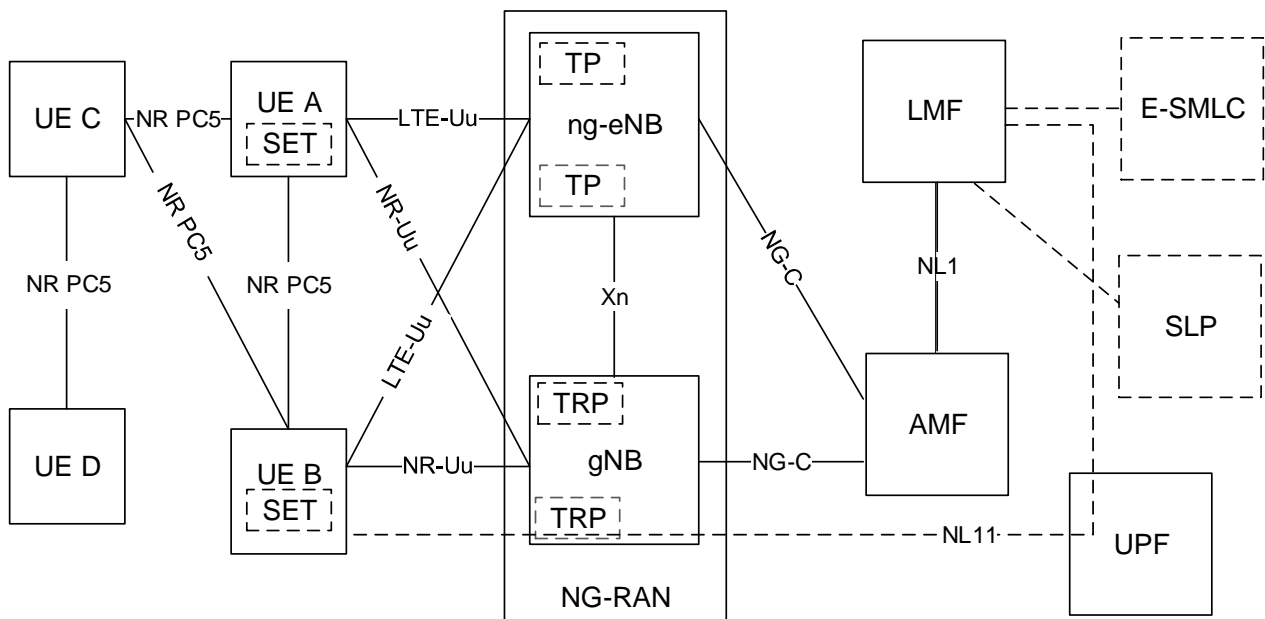 TP
UE C
NR PC5
UE A
SET
LTE-Uu
ng-eNB
TP
LMF
E-SMLC
NR PC5
NR-Uu
NG-C
NL1
NR PC5
NR PC5
Xn
SLP
LTE-Uu
UE D
TRP
AMF
UE B
SET
NR-Uu
gNB
NG-C
TRP
NL11
UPF
NG-RAN